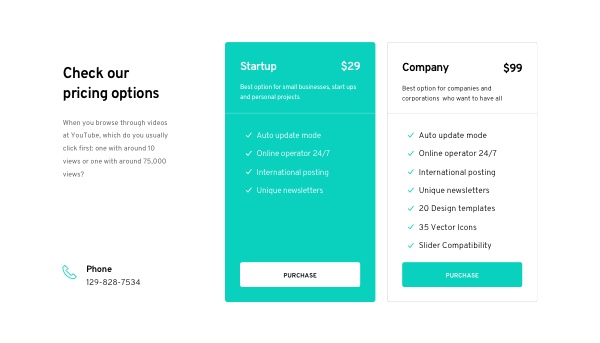 Check our
pricing options
When you browse through videos
at YouTube, which do you usually
click first: one with around 10
views or one with around 75,000
views?
Phone
129-828-7534
Startup $29
Best option for small businesses, start ups
and personal projects
Auto update mode
Online operator 24/7
International posting
Unique newsletters
PURCHASE
Company $99
Best option for companies and
corporations who want to have all
Auto update mode
Online operator 24/7
International posting
Unique newsletters
20 Design templates
35 Vector Icons
Slider Compatibility
PURCHASE